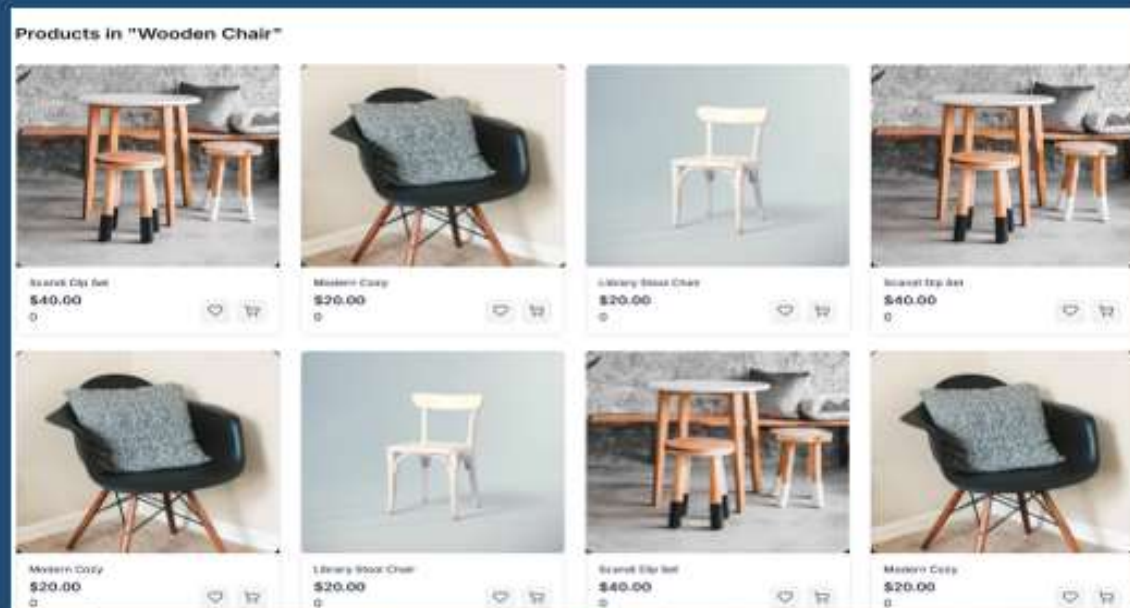 Products in "Wooden Chair"
Scandi Dip Set
$40.00
0
Modern Cozy
$20.00
0
Library Stool Chair
$20.00
0
Scandi Dip Set
$40.00
0
Modern Cozy
$20.00
0
Library Stool Chair
$20.00
0
Scandi Dip Set
$40.00
0
Modern Cozy
$20.00
0